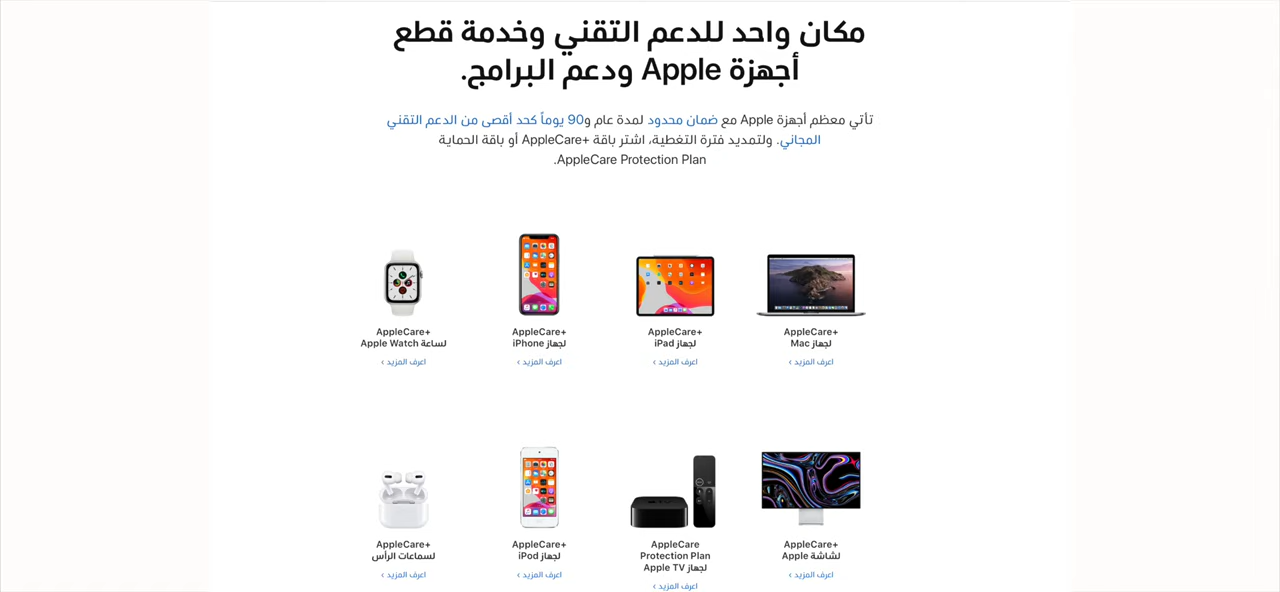 مكان واحد للدعم التقني وخدمة قطع
أجهزة Apple ودعم البرامج.
تأتي معظم أجهزة Apple مع ضمان محدود لمدة عام و90 يوماً كحد أقصى من الدعم التقني
المجاني. ولتمديد فترة التغطية، اشتر باقة +AppleCare أو باقة الحماية
AppleCare Protection Plan.
AppleCare+
لجهاز Mac
اعرف المزيد ›
AppleCare+
لجهاز iPad
اعرف المزيد ›
AppleCare+
لجهاز iPhone
اعرف المزيد ›
AppleCare+
لساعة Apple Watch
اعرف المزيد ›
AppleCare+
لشاشة Apple
اعرف المزيد ›
AppleCare
Protection Plan
لجهاز Apple TV
اعرف المزيد ›
AppleCare+
لجهاز iPod
اعرف المزيد ›
AppleCare+
لسماعات الرأس
اعرف المزيد ›